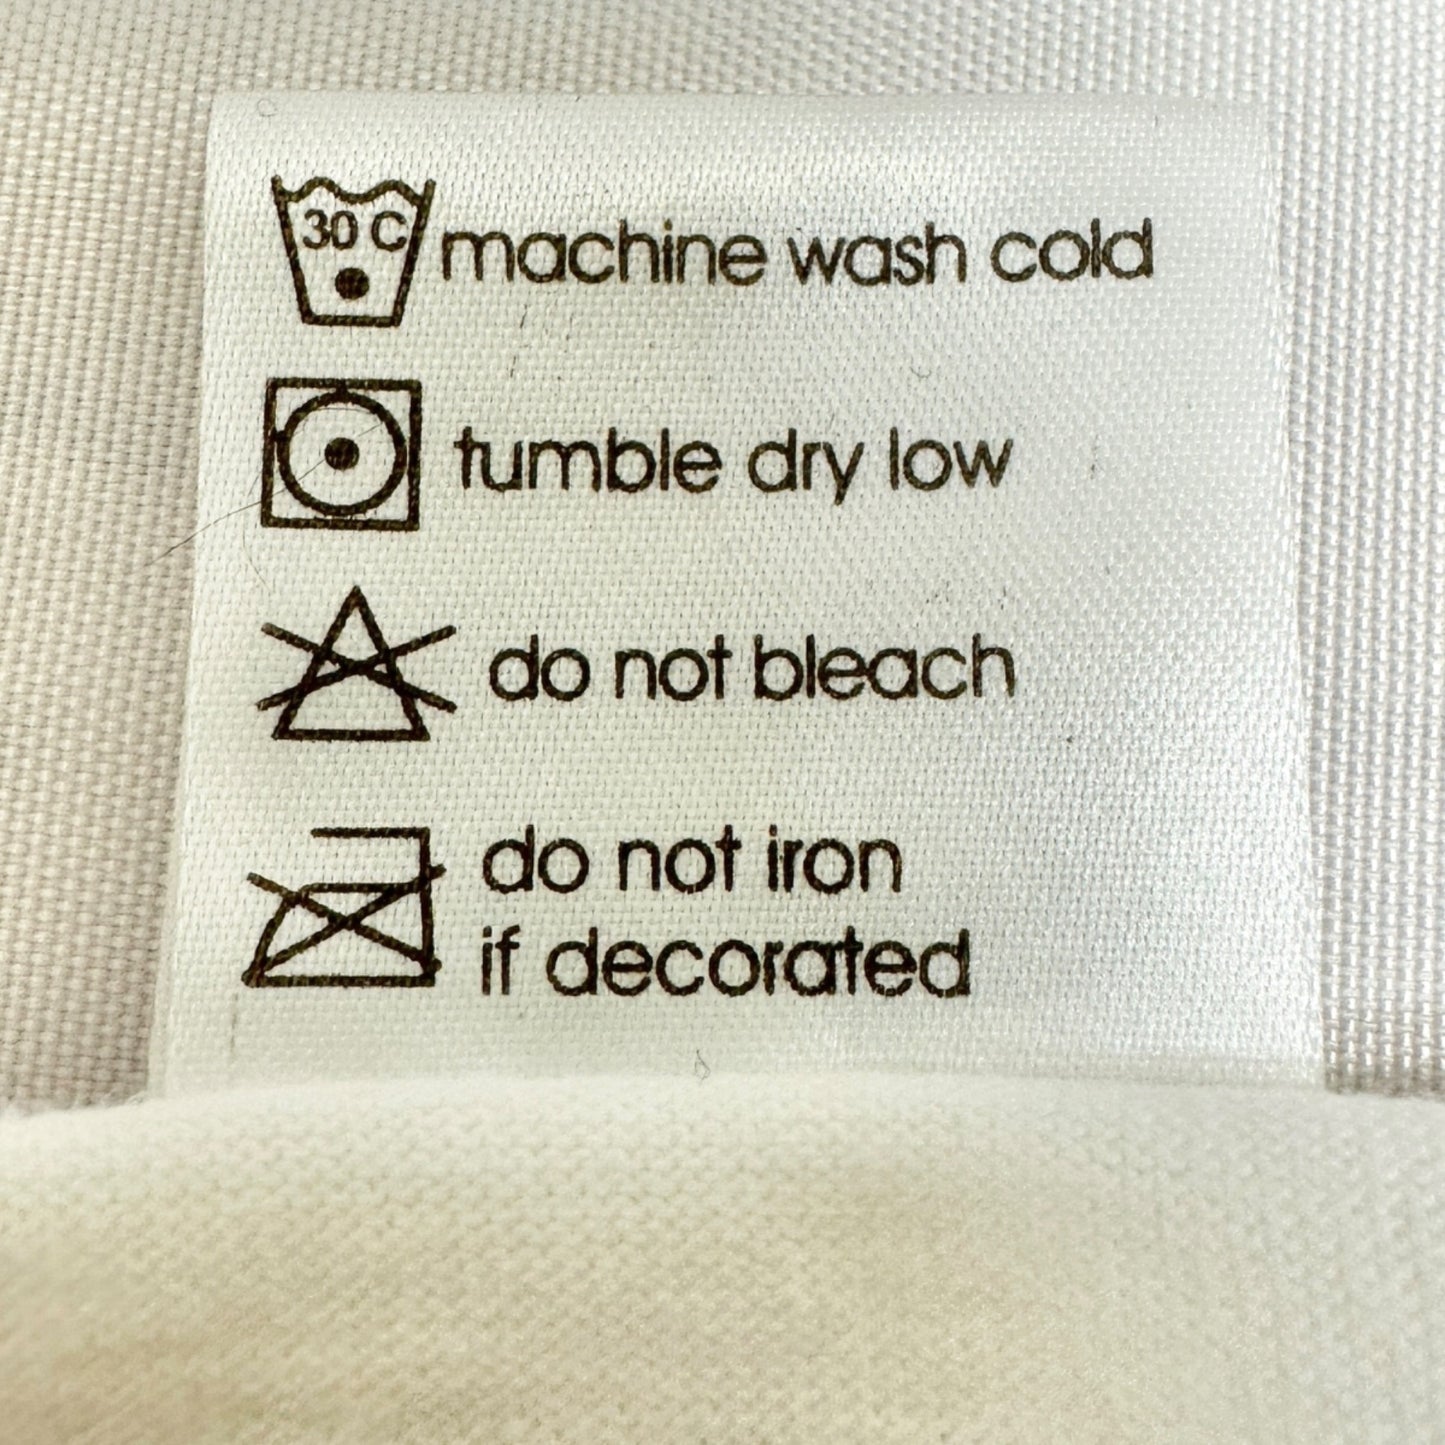 30 C machine wash cold
tumble dry low
do not bleach
do not iron
if decorated